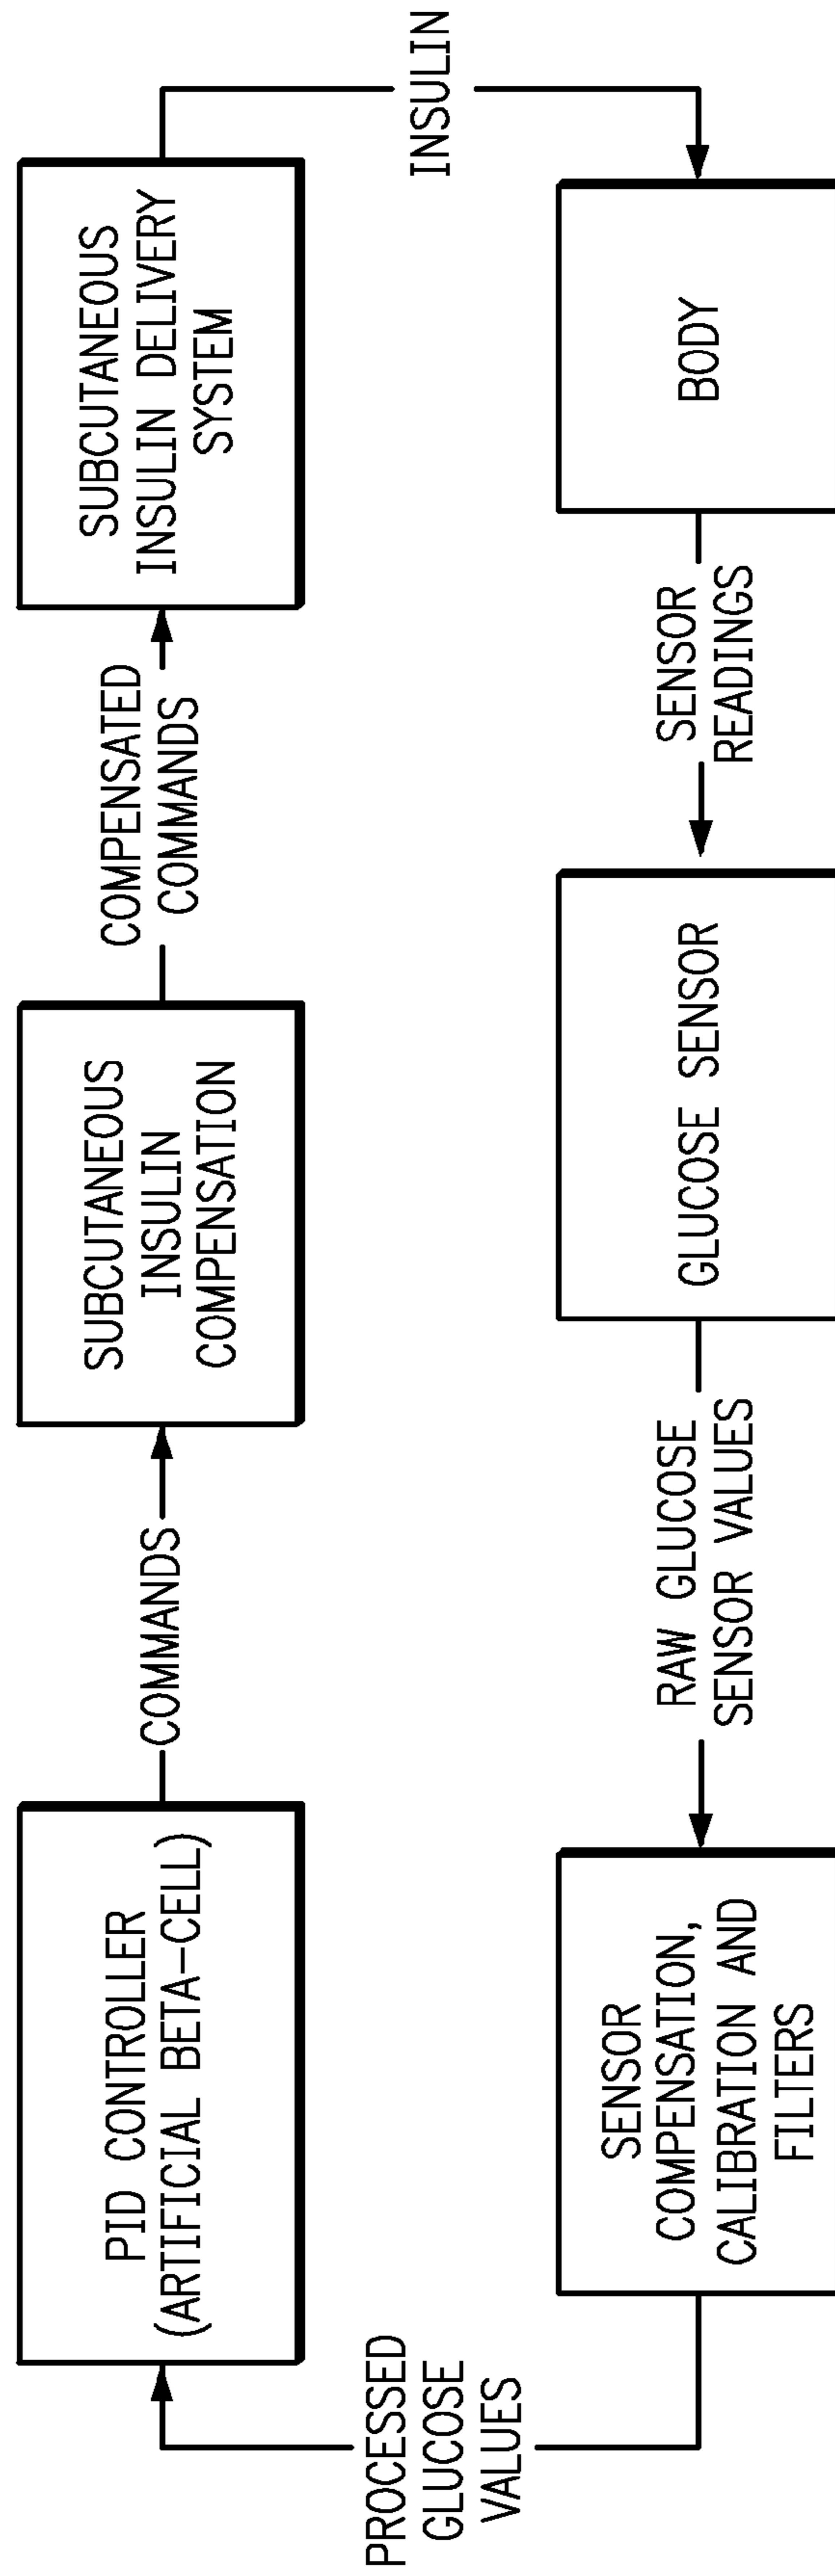 PROCESSED
GLUCOSE
VALUES
PID CONTROLLER
(ARTIFICIAL BETA-CELL)
COMMANDS
SUBCUTANEOUS
INSULIN
COMPENSATION
COMPENSATED
COMMANDS
SUBCUTANEOUS
INSULIN DELIVERY
SYSTEM
INSULIN
BODY
SENSOR
READINGS
GLUCOSE SENSOR
RAW GLUCOSE
SENSOR VALUES
SENSOR
COMPENSATION,
CALIBRATION AND
FILTERS